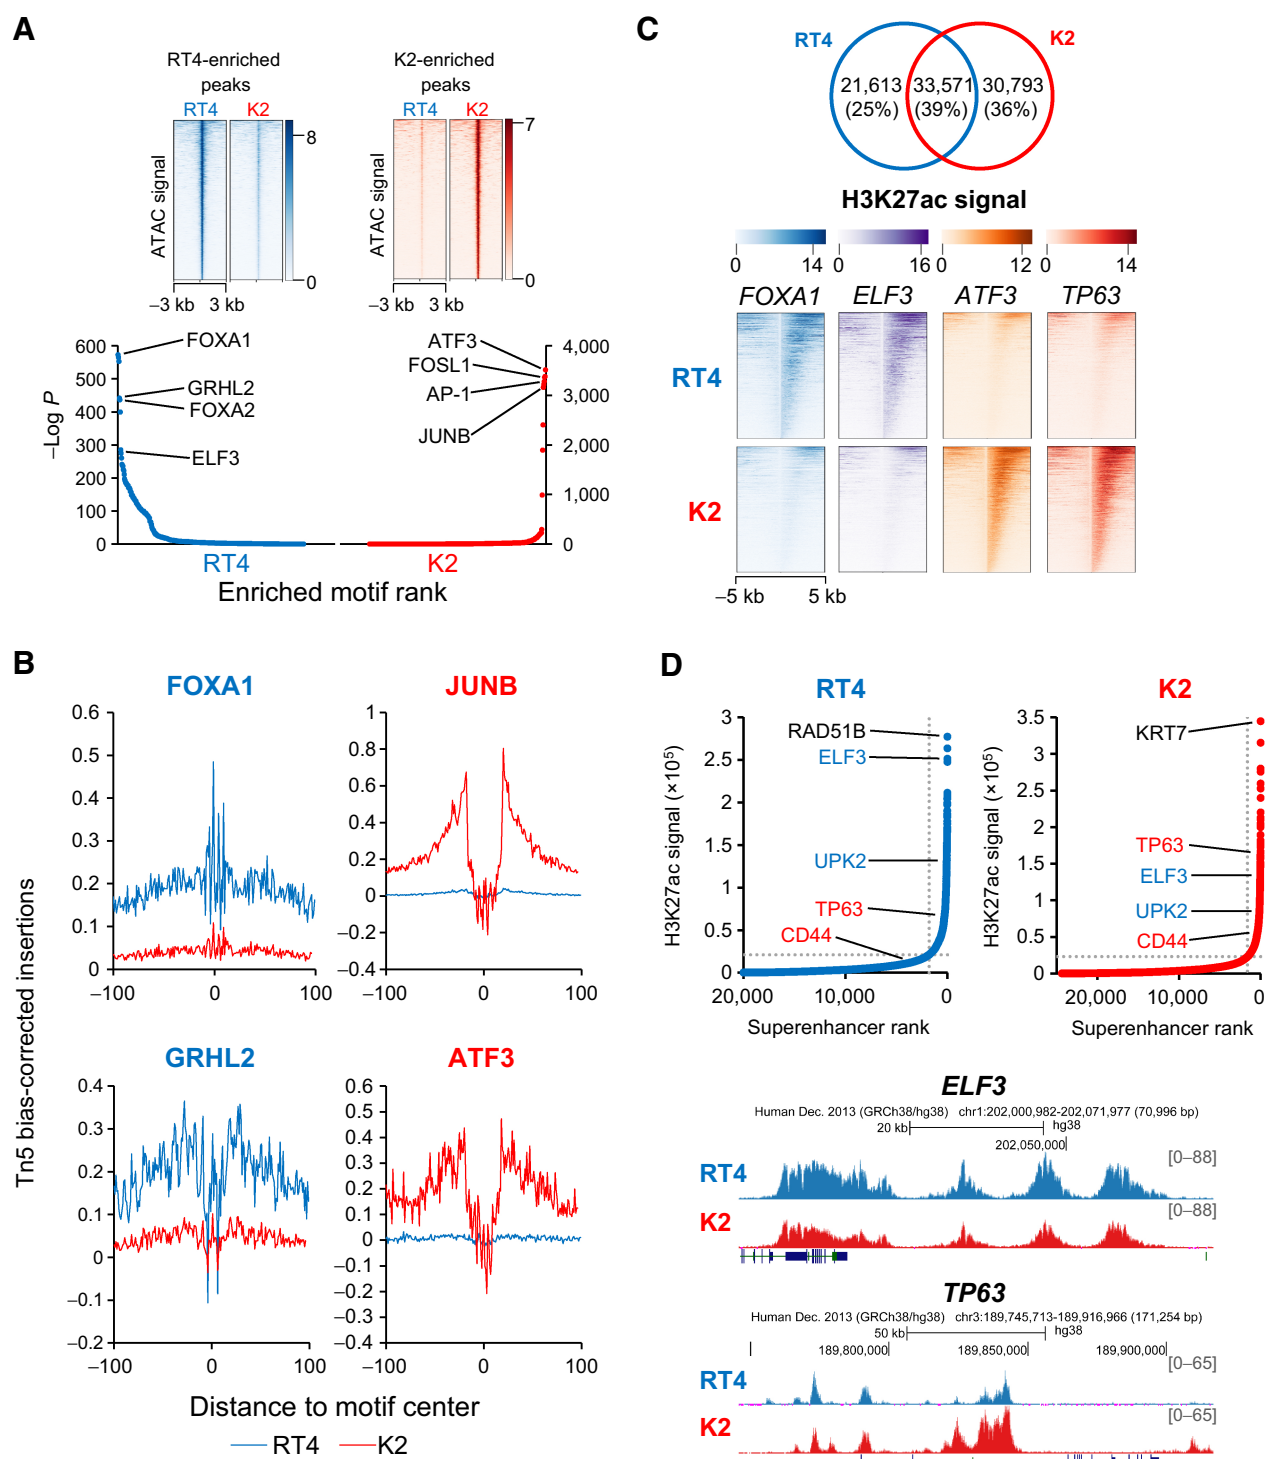 A
RT4-enriched
peaks
K2-enriched
peaks
RT4
K2
RT4
K2
ATAC signal
8
0
ATAC signal
7
0
–3 kb 3 kb
–3 kb 3 kb
–Log P
600
500
400
300
200
100
0
FOXA1
GRHL2
FOXA2
ELF3
ATF3
FOSL1
AP-1
JUNB
4,000
3,000
2,000
1,000
0
RT4
K2
Enriched motif rank
C
RT4
K2
21,613
(25%)
33,571
(39%)
30,793
(36%)
H3K27ac signal
0 14
0 16
0 12
0 14
FOXA1
ELF3
ATF3
TP63
RT4
K2
–5 kb 5 kb
B
Tn5 bias-corrected insertions
FOXA1
0.6
0.5
0.4
0.3
0.2
0.1
0
–100 0 100
JUNB
1
0.8
0.6
0.4
0.2
0
–0.2
–0.4
–100 0 100
GRHL2
0.4
0.3
0.2
0.1
0
–0.1
–0.2
–100 0 100
ATF3
0.6
0.5
0.4
0.3
0.2
0.1
0
–0.1
–0.2
–0.3
–0.4
–100 0 100
Distance to motif center
RT4 K2
D
RT4
H3K27ac signal (×10⁵)
3
2.5
2
1.5
1
0.5
0
RAD51B
ELF3
UPK2
TP63
CD44
20,000 10,000 0
Superenhancer rank
K2
H3K27ac signal (×10⁵)
3.5
3
2.5
2
1.5
1
0.5
0
KRT7
TP63
ELF3
UPK2
CD44
20,000 10,000 0
Superenhancer rank
ELF3
Human Dec. 2013 (GRCh38/hg38) chr1:202,000,982-202,071,977 (70,996 bp)
20 kb hg38
202,050,000
RT4 [0–88]
K2 [0–88]
TP63
Human Dec. 2013 (GRCh38/hg38) chr3:189,745,713-189,916,966 (171,254 bp)
50 kb hg38
189,800,000 189,850,000 189,900,000
RT4 [0–65]
K2 [0–65]